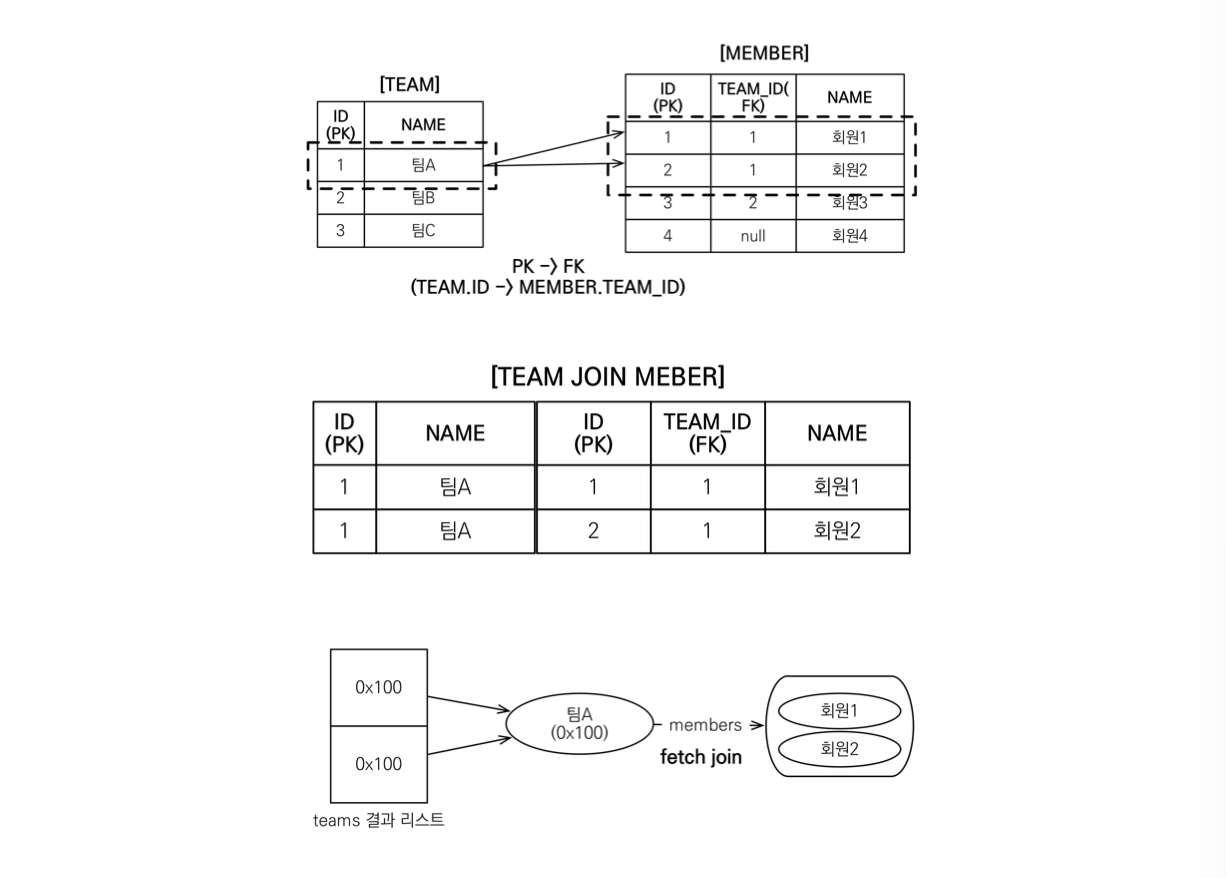 [TEAM]
ID
(PK)
NAME
1 팀A
2 팀B
3 팀C
[MEMBER]
ID
(PK)
TEAM_ID(
FK)
NAME
1 1 회원1
2 1 회원2
3 2 회원3
4 null 회원4
PK -> FK
(TEAM.ID -> MEMBER.TEAM_ID)
[TEAM JOIN MEBER]
ID
(PK)
NAME
ID
(PK)
TEAM_ID
(FK)
NAME
1 팀A 1 1 회원1
1 팀A 2 1 회원2
0x100
0x100
teams 결과 리스트
팀A
(0x100)
members
fetch join
회원1
회원2